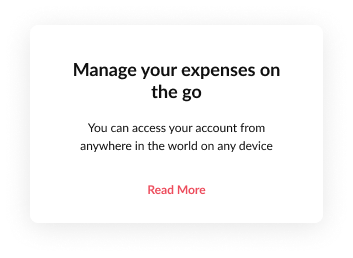 Manage your expenses on
the go
You can access your account from
anywhere in the world on any device
Read More